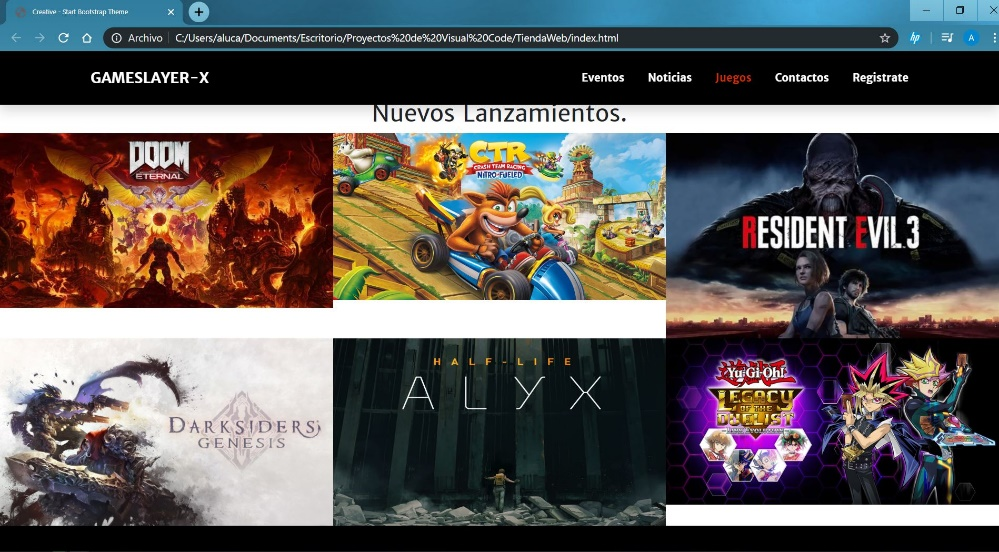 Creative - Start Bootstrap Theme
Archivo
C:/Users/aluca/Documents/Escritorio/Proyectos%20de%20Visual%20Code/TiendaWeb/index.html
hp
A
GAMESLAYER-X
Eventos Noticias Juegos Contactos Registrate
Nuevos Lanzamientos.
DOOM
ETERNAL
CTR
CRASH TEAM RACING
NITRO-FUELED
RESIDENT EVIL 3
DARKSIDERS
GENESIS
HALF-LIFE
ALYX
Yu-Gi-Oh!
LEGACY
OF THE
DUELIST